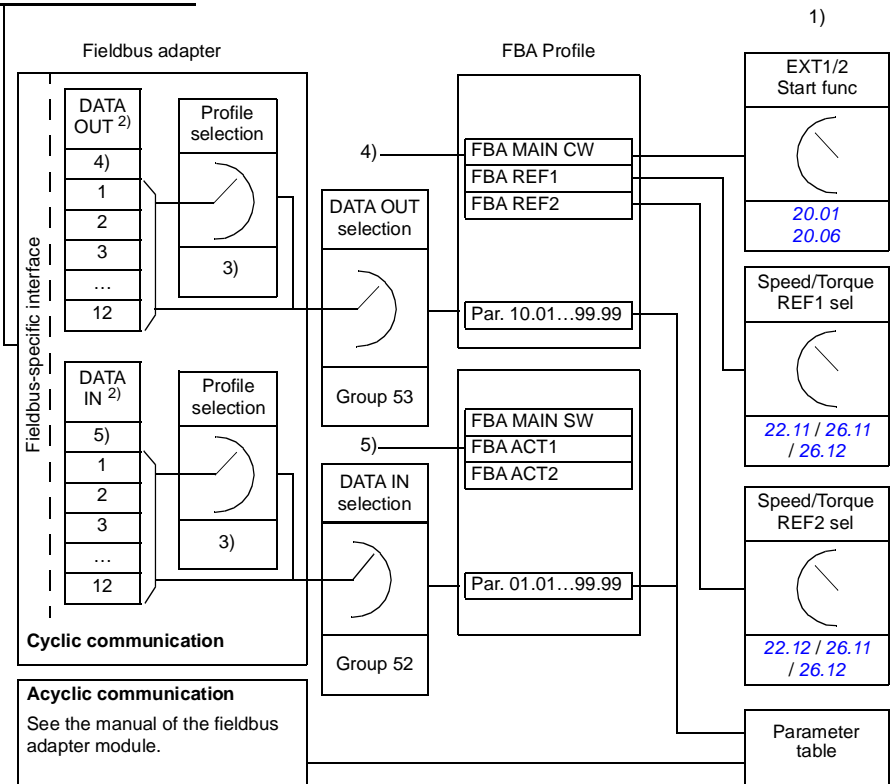 1)
Fieldbus adapter
FBA Profile
Fieldbus-specific interface
DATA
OUT 2)
4)
1
2
3
…
12
Profile
selection
3)
DATA OUT
selection
Group 53
4)
FBA MAIN CW
FBA REF1
FBA REF2
Par. 10.01…99.99
EXT1/2
Start func
20.01
20.06
Speed/Torque
REF1 sel
22.11 / 26.11
/ 26.12
DATA
IN 2)
5)
1
2
3
…
12
Profile
selection
3)
5)
DATA IN
selection
Group 52
FBA MAIN SW
FBA ACT1
FBA ACT2
Par. 01.01…99.99
Speed/Torque
REF2 sel
22.12 / 26.11
/ 26.12
Cyclic communication
Acyclic communication
See the manual of the fieldbus
adapter module.
Parameter
table